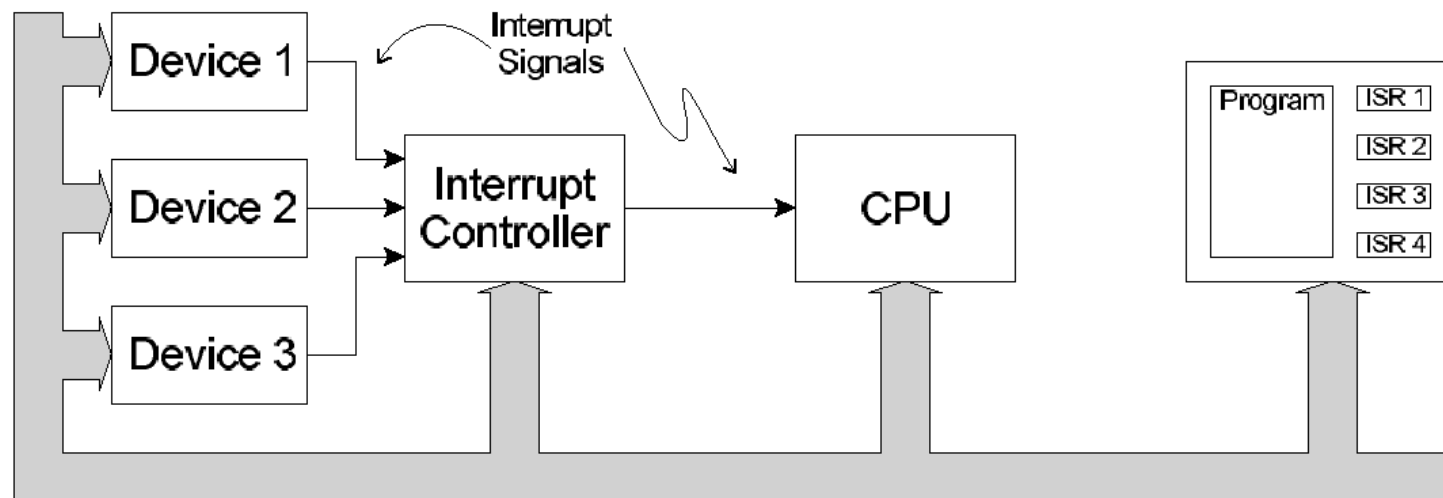 Device 1
Interrupt
Signals
Program
ISR 1
ISR 2
ISR 3
ISR 4
Device 2
Interrupt
Controller
CPU
Device 3